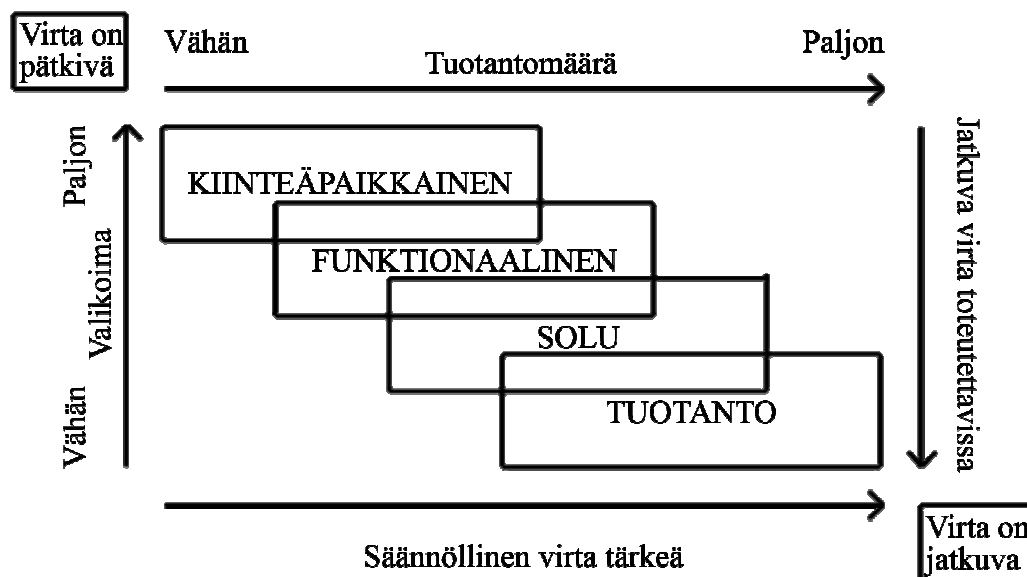 Virta on
pätkivä
Vähän
Paljon
Tuotantomäärä
Paljon
Valikoima
Vähän
KIINTEÄPAIKKAINEN
FUNKTIONAALINEN
SOLU
TUOTANTO
Jatkuva virta toteutettavissa
Säännöllinen virta tärkeä
Virta on
jatkuva